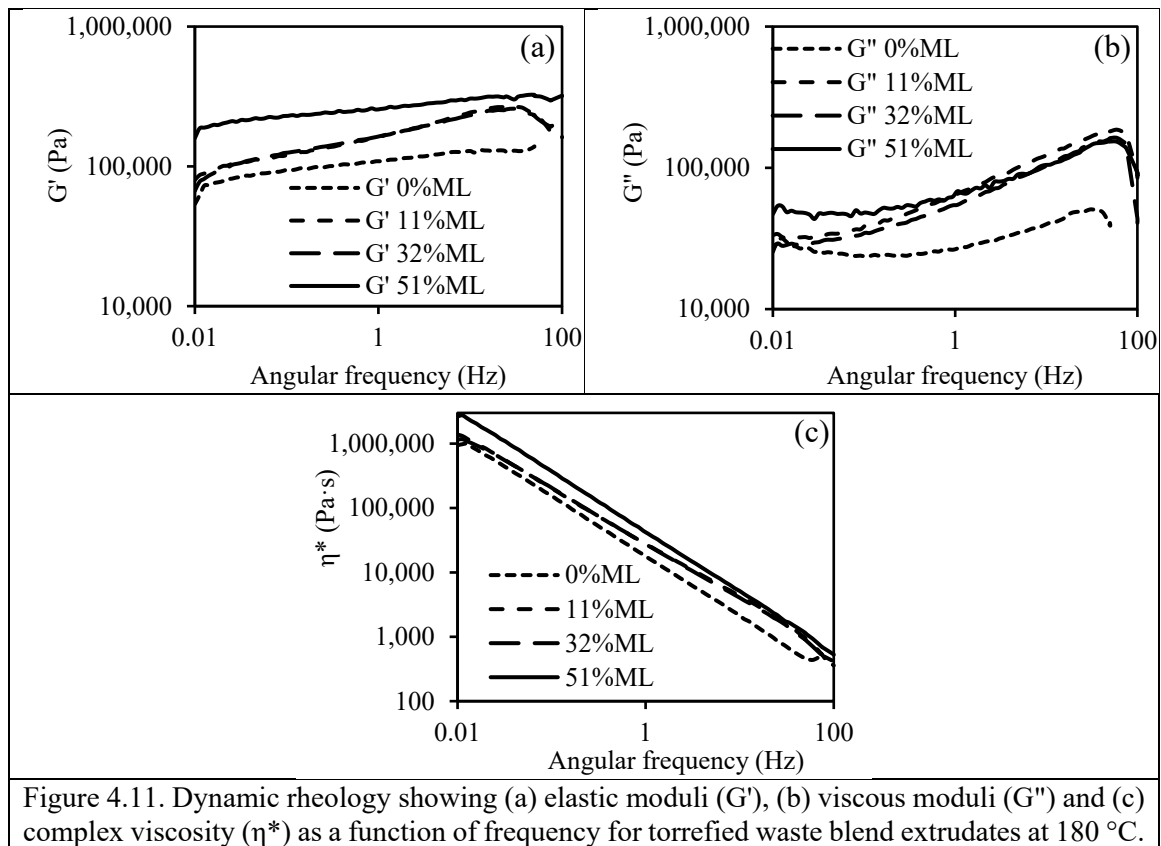 1,000,000
100,000
10,000
G' (Pa)
(a)
G' 0%ML
G' 11%ML
G' 32%ML
G' 51%ML
0.01
1
100
Angular frequency (Hz)
1,000,000
100,000
10,000
G" (Pa)
(b)
G" 0%ML
G" 11%ML
G" 32%ML
G" 51%ML
0.01
1
100
Angular frequency (Hz)
1,000,000
100,000
10,000
1,000
100
η* (Pa·s)
(c)
0%ML
11%ML
32%ML
51%ML
0.01
1
100
Angular frequency (Hz)
Figure 4.11. Dynamic rheology showing (a) elastic moduli (G'), (b) viscous moduli (G") and (c)
complex viscosity (η*) as a function of frequency for torrefied waste blend extrudates at 180 °C.